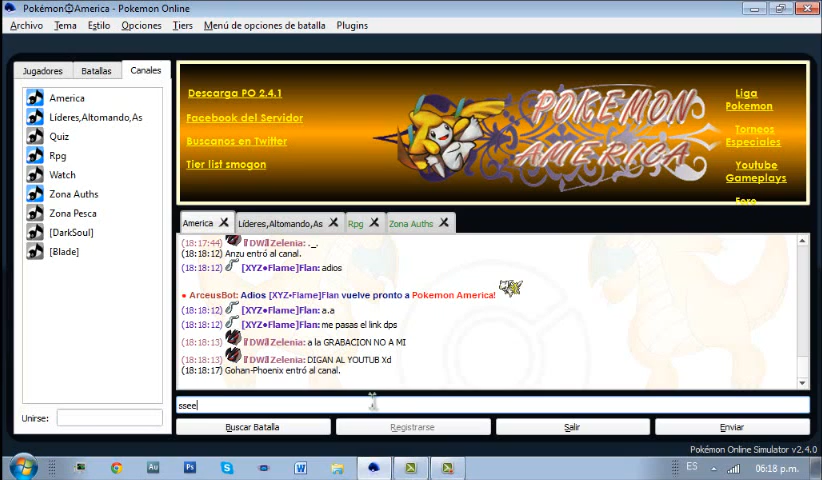 Pokémon America - Pokemon Online
Archivo Tema Estilo Opciones Tiers Menú de opciones de batalla Plugins
Jugadores Batallas Canales
America
Líderes,Altomando,As
Quiz
Rpg
Watch
Zona Auths
Zona Pesca
[DarkSoul]
[Blade]
Unirse:
Descarga PO 2.4.1
Facebook del Servidor
Buscanos en Twitter
Tier list smogon
POKEMON
AMERICA
Liga
Pokemon
Torneos
Especiales
Youtube
Gameplays
Foro
America Líderes,Altomando,As Rpg Zona Auths
(18:17:44) 『DW』Zelenia: ._.
(18:18:12) Anzu entró al canal.
(18:18:12) [XYZ•Flame]Flan: adios
● ArceusBot: Adios [XYZ•Flame]Flan vuelve pronto a Pokemon America!
(18:18:12) [XYZ•Flame]Flan: a.a
(18:18:12) [XYZ•Flame]Flan: me pasas el link dps
(18:18:13) 『DW』Zelenia: a la GRABACION NO A MI
(18:18:13) 『DW』Zelenia: DIGAN AL YOUTUB Xd
(18:18:17) Gohan-Phoenix entró al canal.
ssee
Buscar Batalla Registrarse Salir Enviar
Pokémon Online Simulator v2.4.0
Au Ps S W ES 06:18 p.m.